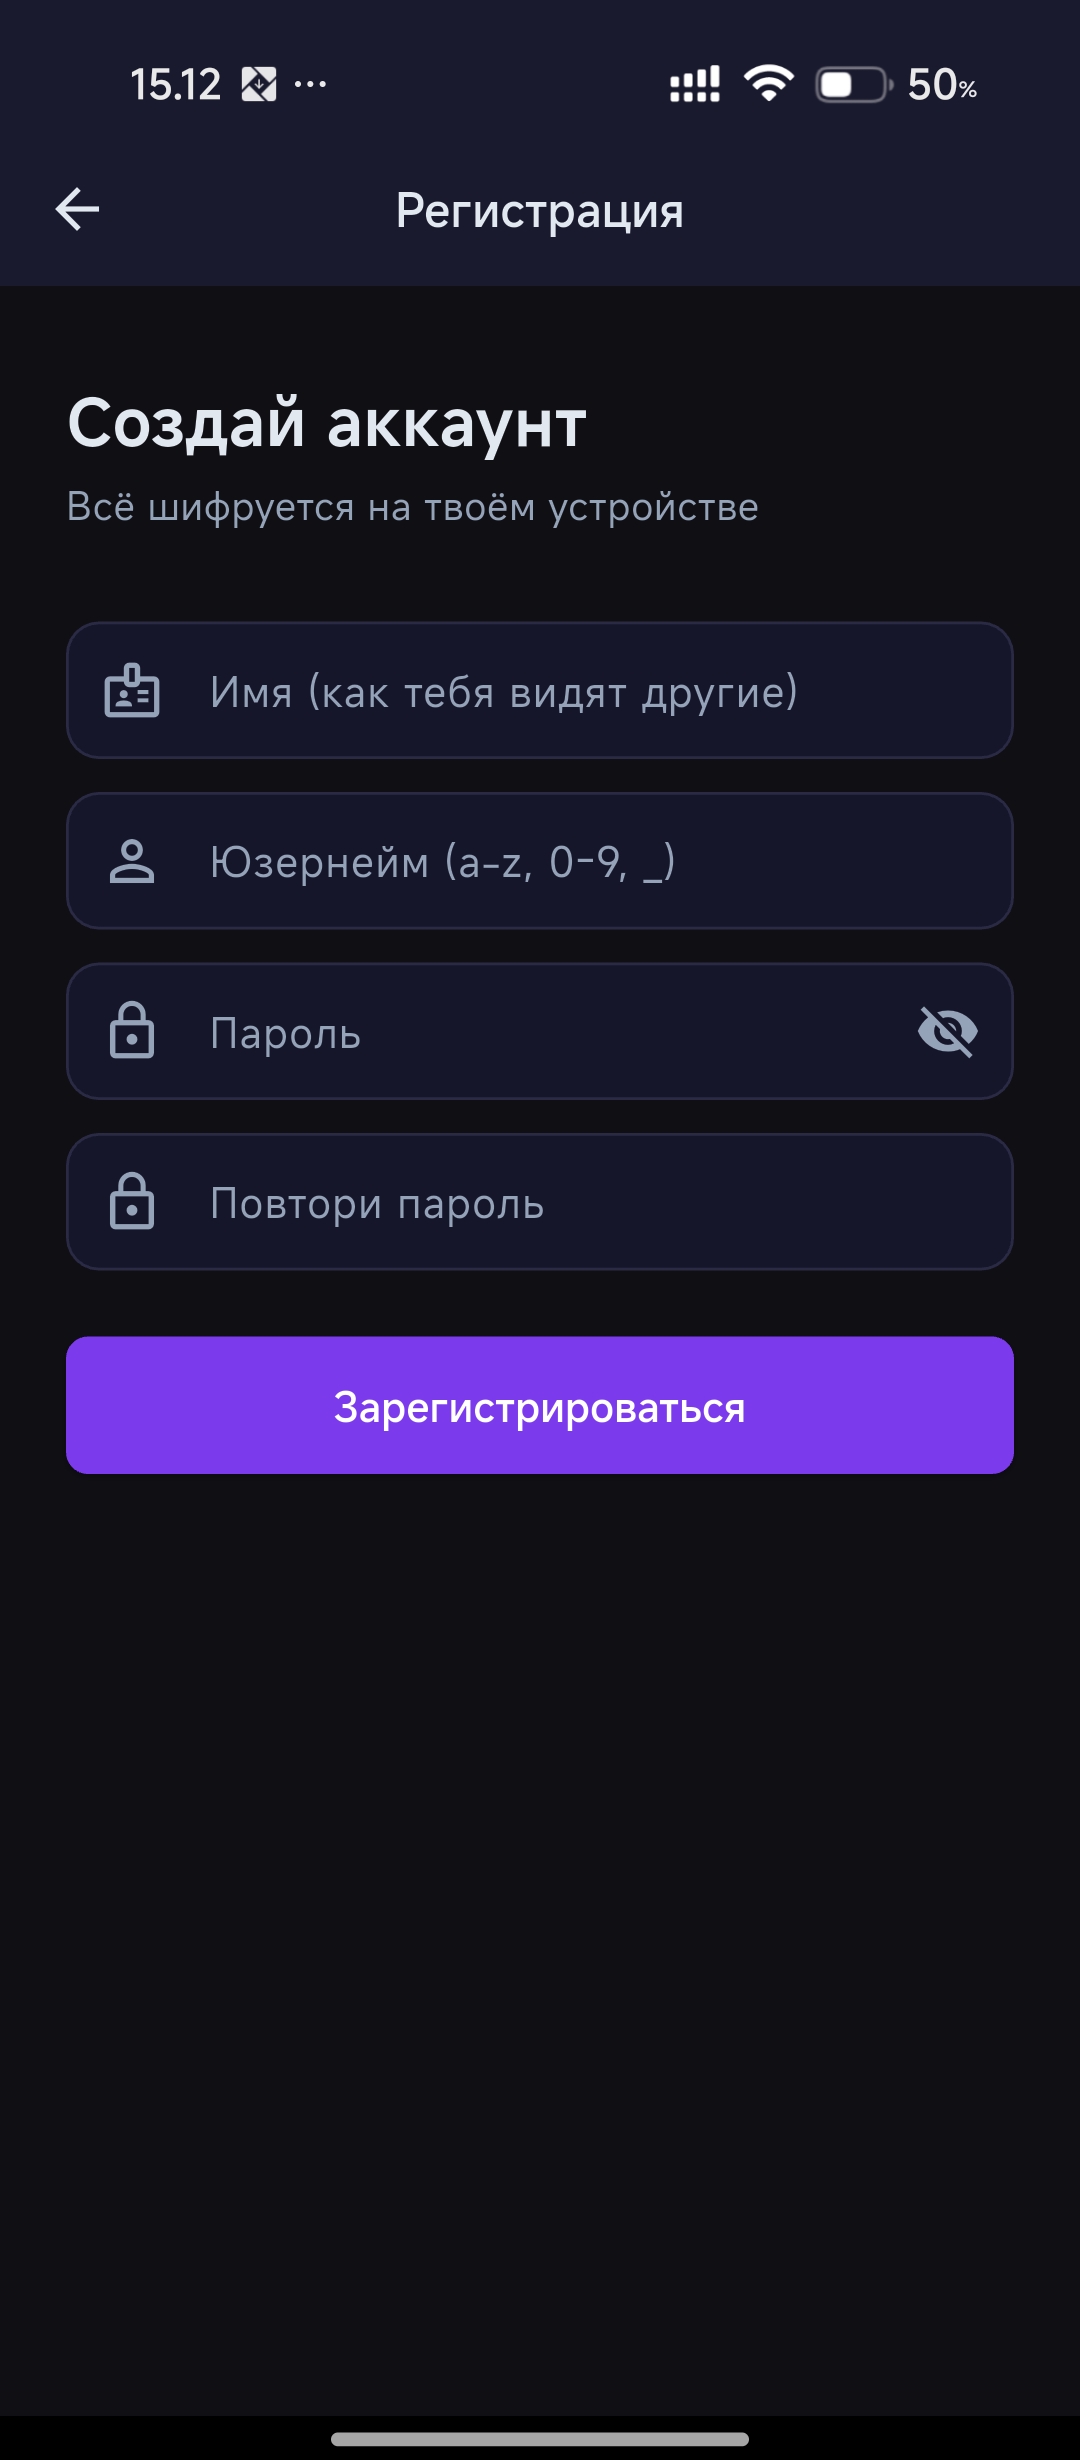 15.12 ... 50%
Регистрация
Создай аккаунт
Всё шифруется на твоём устройстве
Имя (как тебя видят другие)
Юзернейм (a-z, 0-9, _)
Пароль
Повтори пароль
Зарегистрироваться